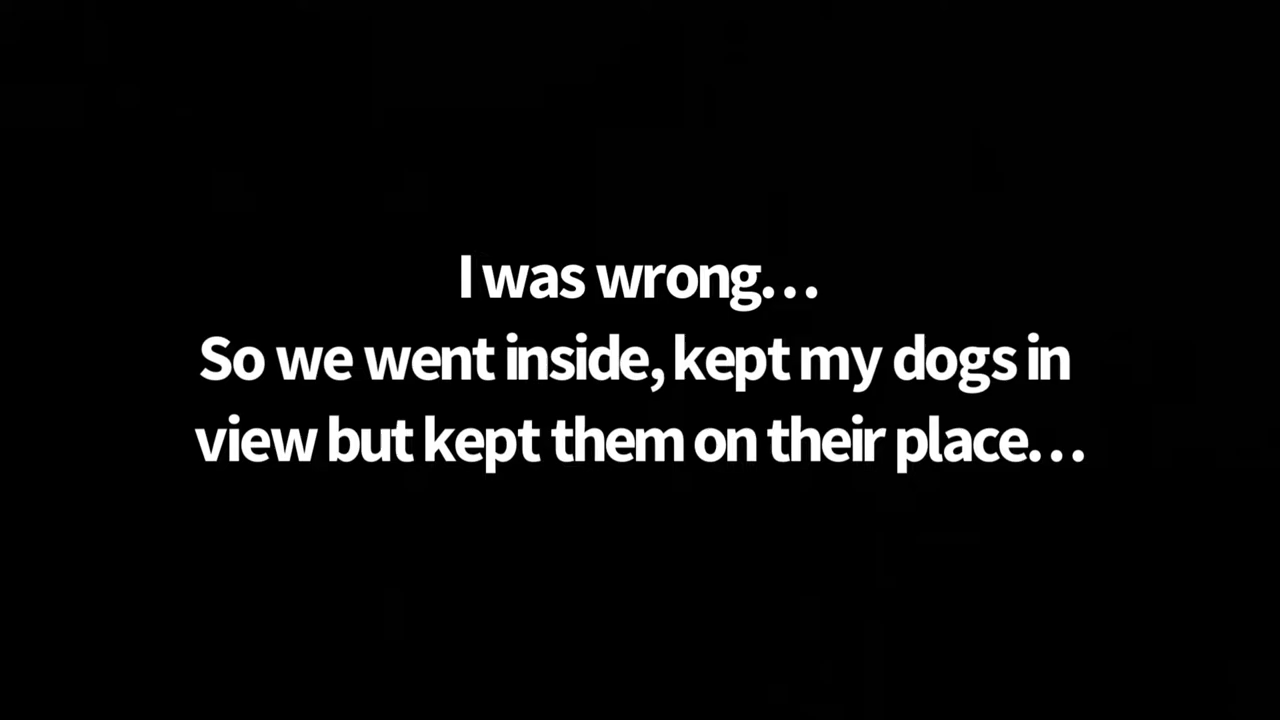 I was wrong…
So we went inside, kept my dogs in
view but kept them on their place…